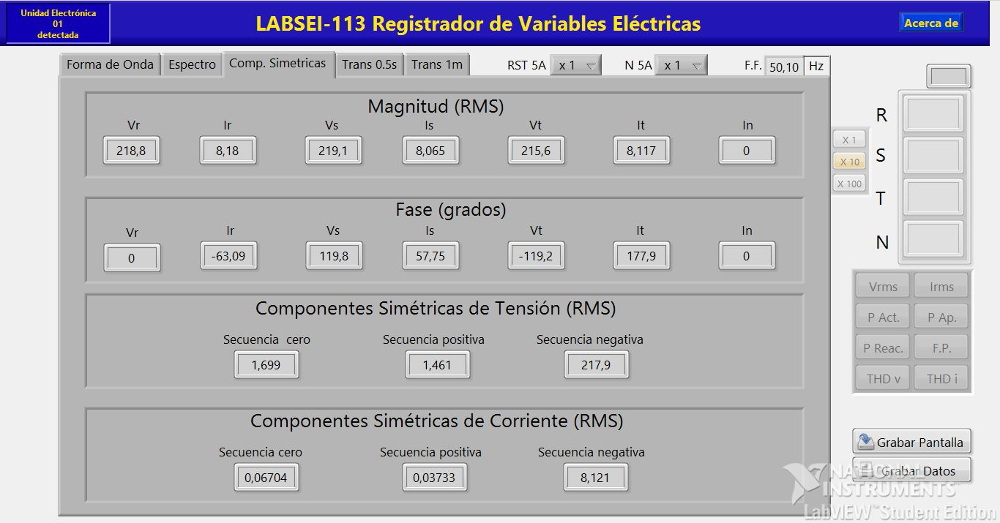 Unidad Electrónica
01
detectada
LABSEI-113 Registrador de Variables Eléctricas
Acerca de
Forma de Onda Espectro Comp. Simetricas Trans 0.5s Trans 1m RST 5A x 1 N 5A x 1 F.F. 50,10 Hz
Magnitud (RMS)
Vr Ir Vs Is Vt It In
218,8 8,18 219,1 8,065 215,6 8,117 0
Fase (grados)
Vr Ir Vs Is Vt It In
0 -63,09 119,8 57,75 -119,2 177,9 0
Componentes Simétricas de Tensión (RMS)
Secuencia cero Secuencia positiva Secuencia negativa
1,699 1,461 217,9
Componentes Simétricas de Corriente (RMS)
Secuencia cero Secuencia positiva Secuencia negativa
0,06704 0,03733 8,121
X 1
X 10
X 100
R
S
T
N
Vrms Irms
P Act. P Ap.
P Reac. F.P.
THD v THD i
Grabar Pantalla
Grabar Datos
NATIONAL
INSTRUMENTS™
LabVIEW™ Student Edition